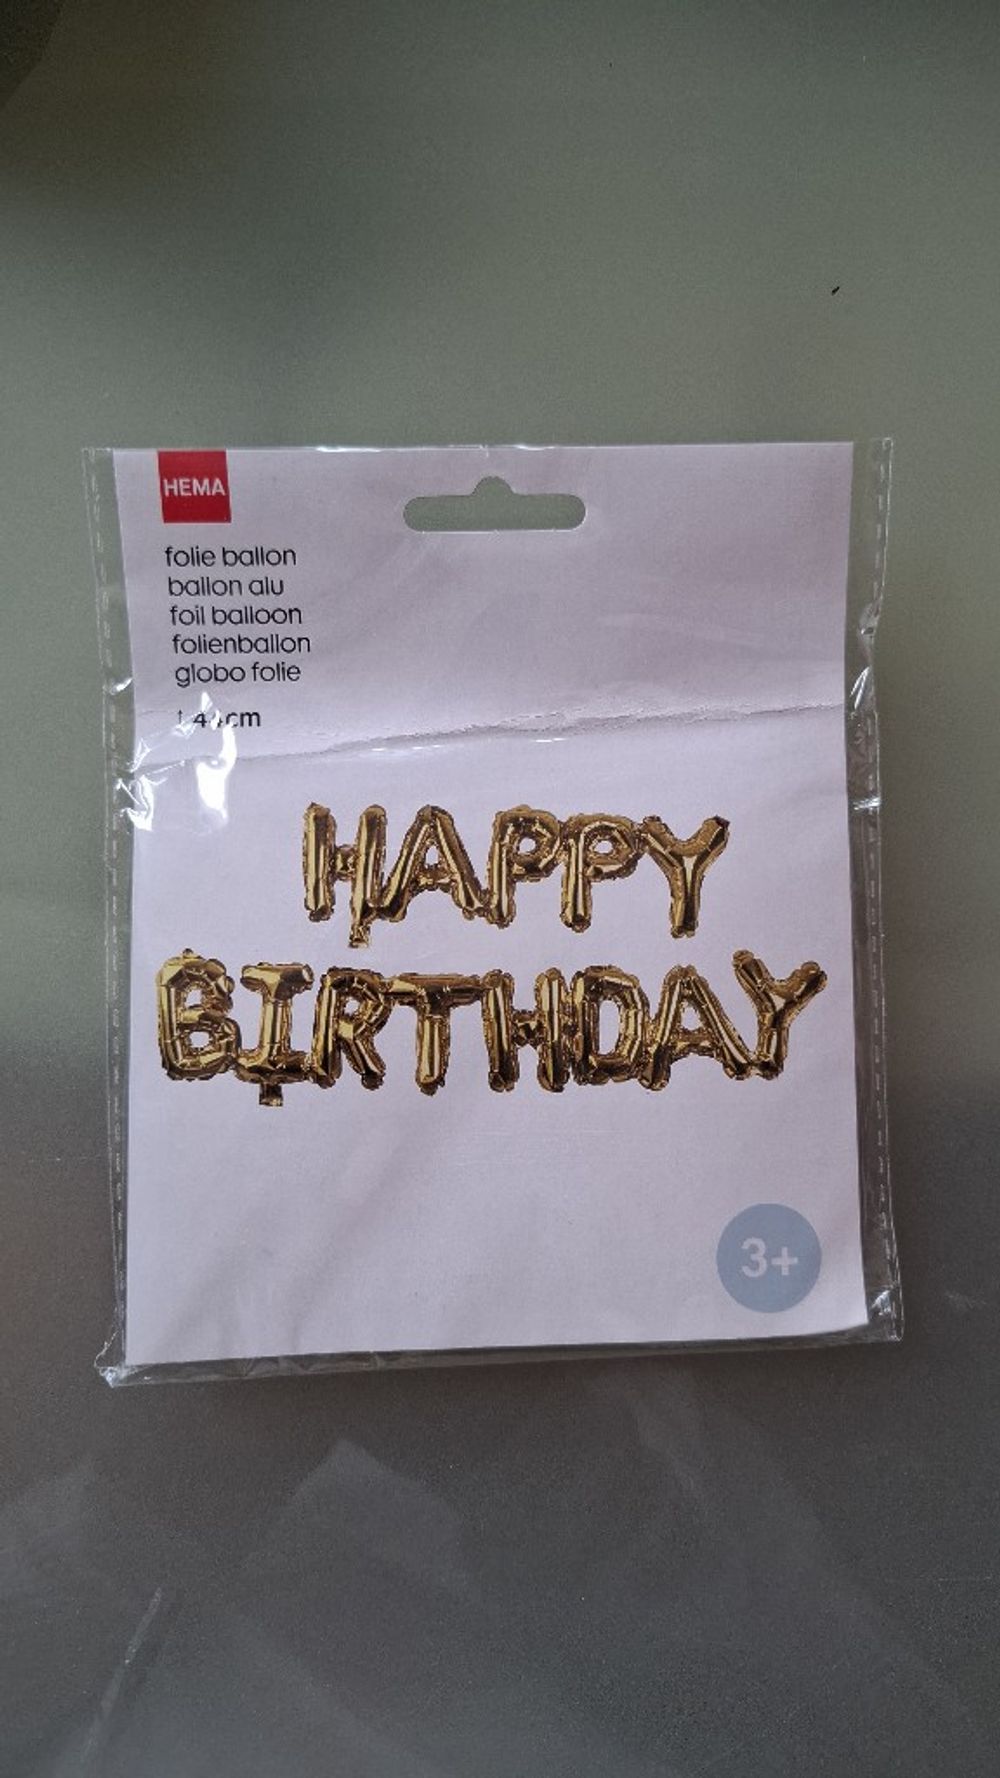 HEMA
folie ballon
ballon alu
foil balloon
folienballon
globo folie
HAPPY
BIRTHDAY
3+